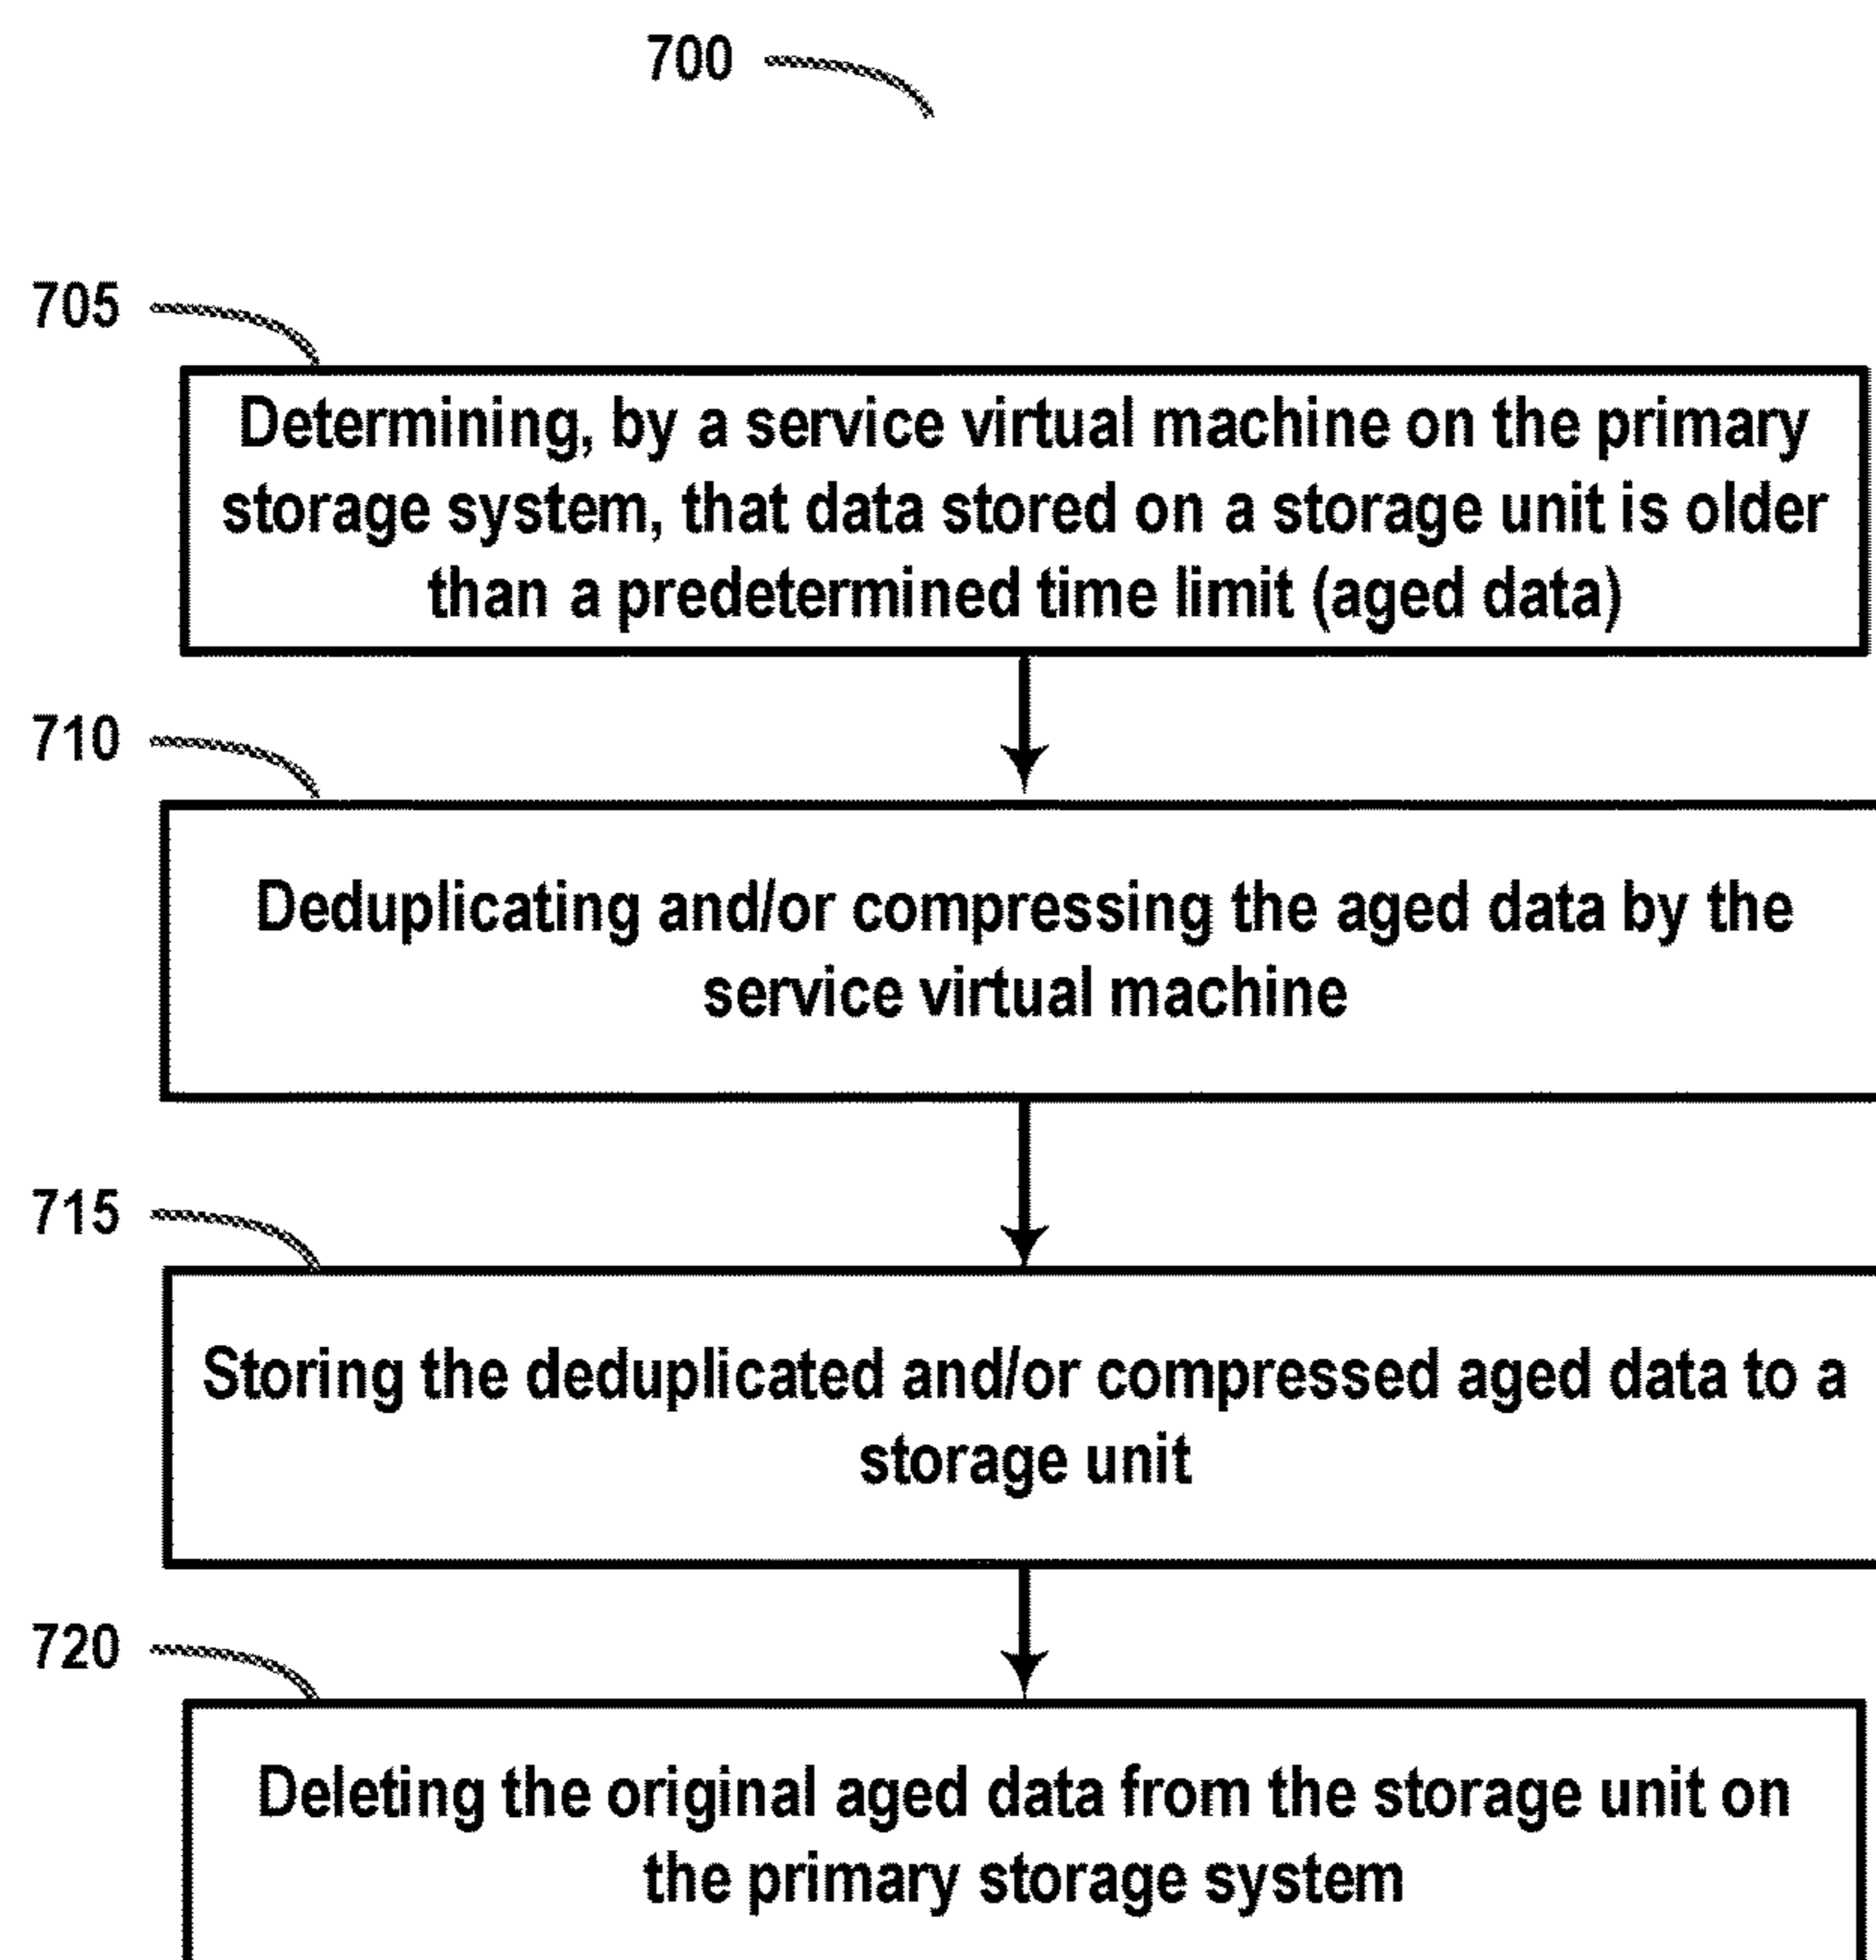 700
705
Determining, by a service virtual machine on the primary
storage system, that data stored on a storage unit is older
than a predetermined time limit (aged data)
710
Deduplicating and/or compressing the aged data by the
service virtual machine
715
Storing the deduplicated and/or compressed aged data to a
storage unit
720
Deleting the original aged data from the storage unit on
the primary storage system